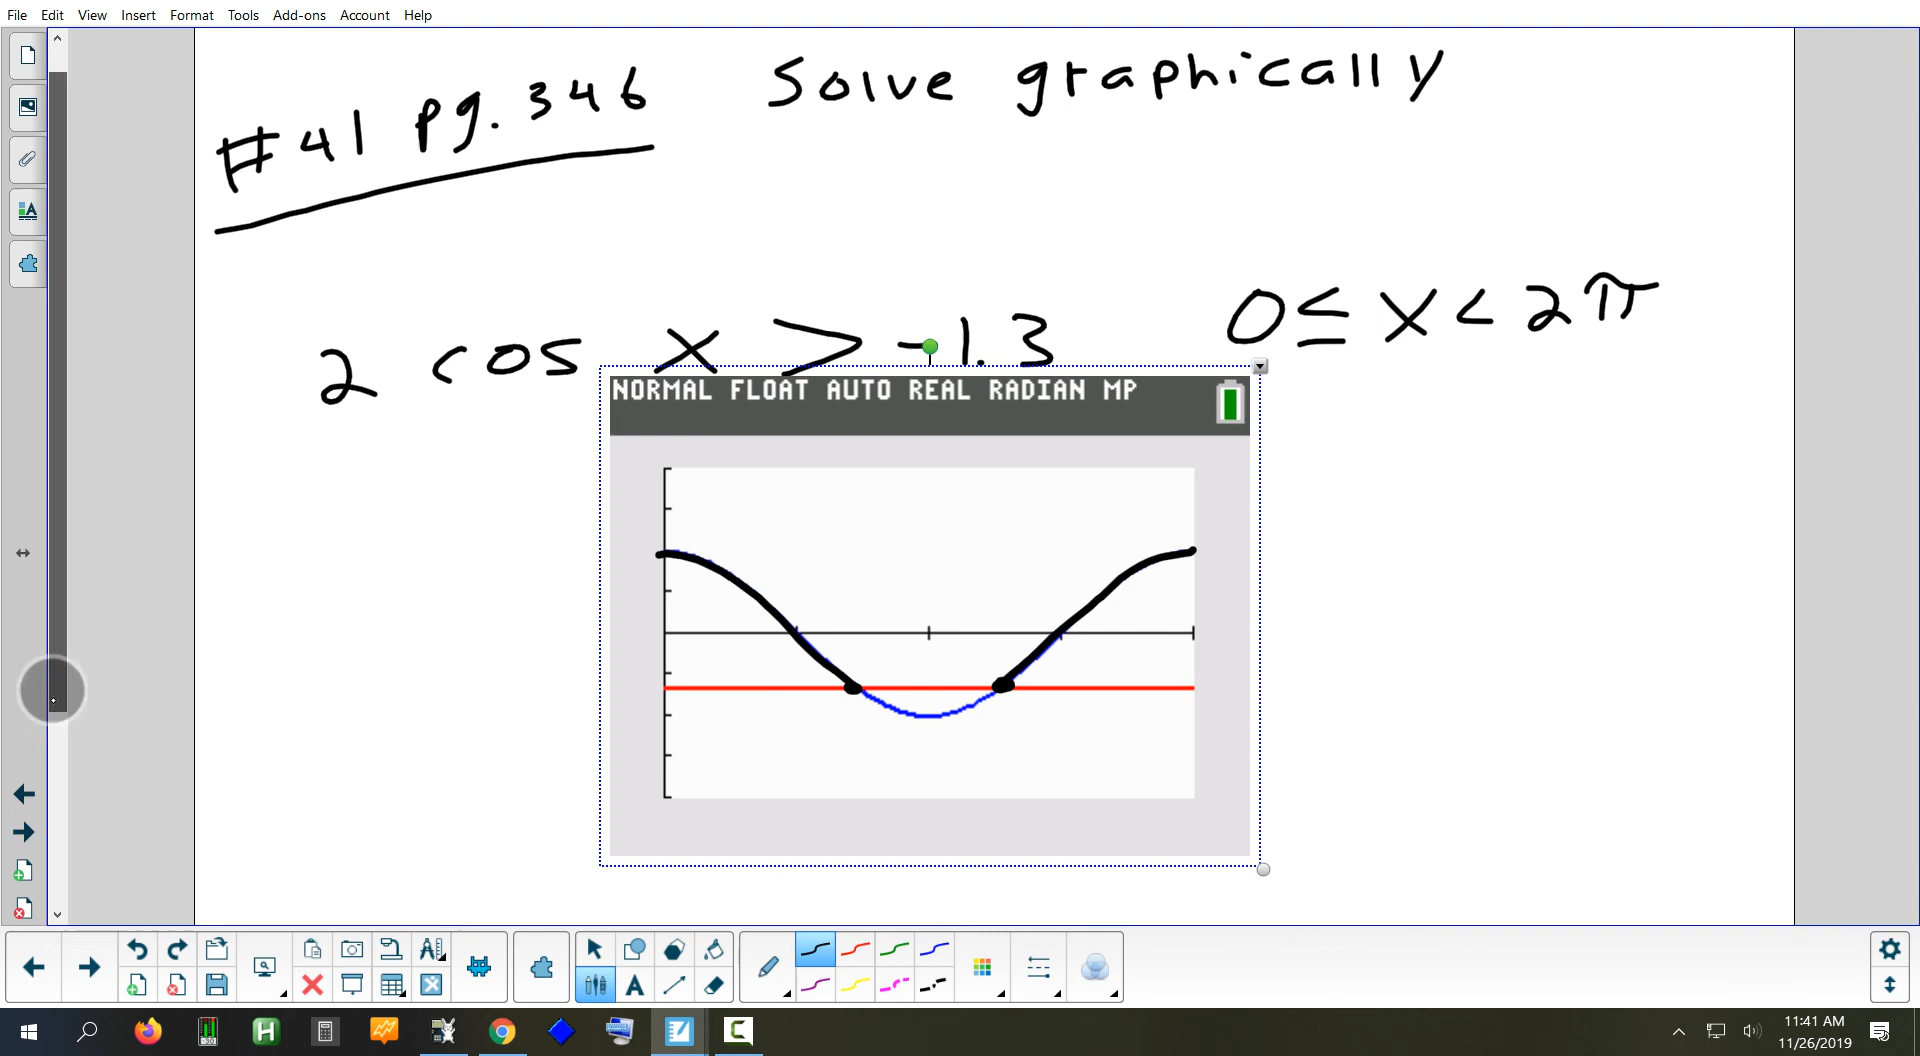 File Edit View Insert Format Tools Add-ons Account Help
#41 pg. 346 Solve graphically
2 cos x > -1.3 0 ≤ x < 2π
NORMAL FLOAT AUTO REAL RADIAN MP
11:41 AM
11/26/2019